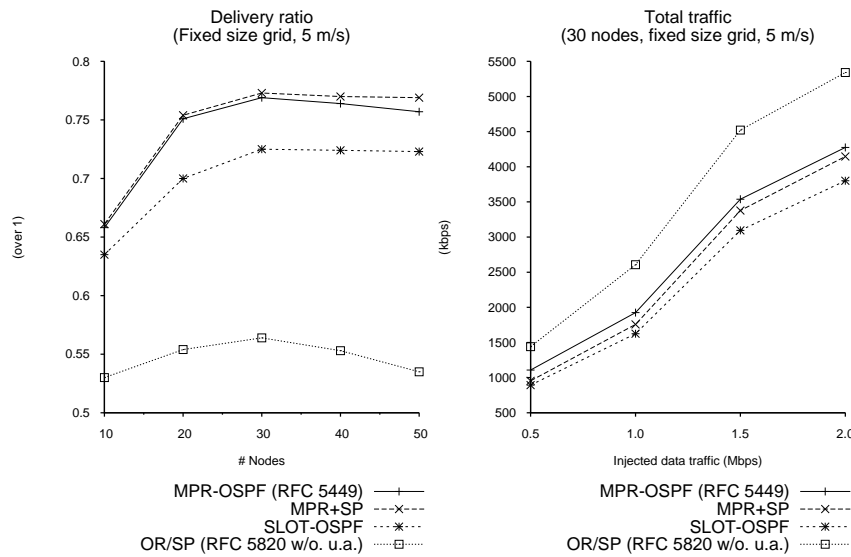 Delivery ratio
(Fixed size grid, 5 m/s)
0.8
0.75
0.7
0.65
0.6
0.55
0.5
(over 1)
10
20
30
40
50
# Nodes
MPR-OSPF (RFC 5449)
MPR+SP
SLOT-OSPF
OR/SP (RFC 5820 w/o. u.a.)
Total traffic
(30 nodes, fixed size grid, 5 m/s)
5500
5000
4500
4000
3500
3000
2500
2000
1500
1000
500
(kbps)
0.5
1.0
1.5
2.0
Injected data traffic (Mbps)
MPR-OSPF (RFC 5449)
MPR+SP
SLOT-OSPF
OR/SP (RFC 5820 w/o. u.a.)